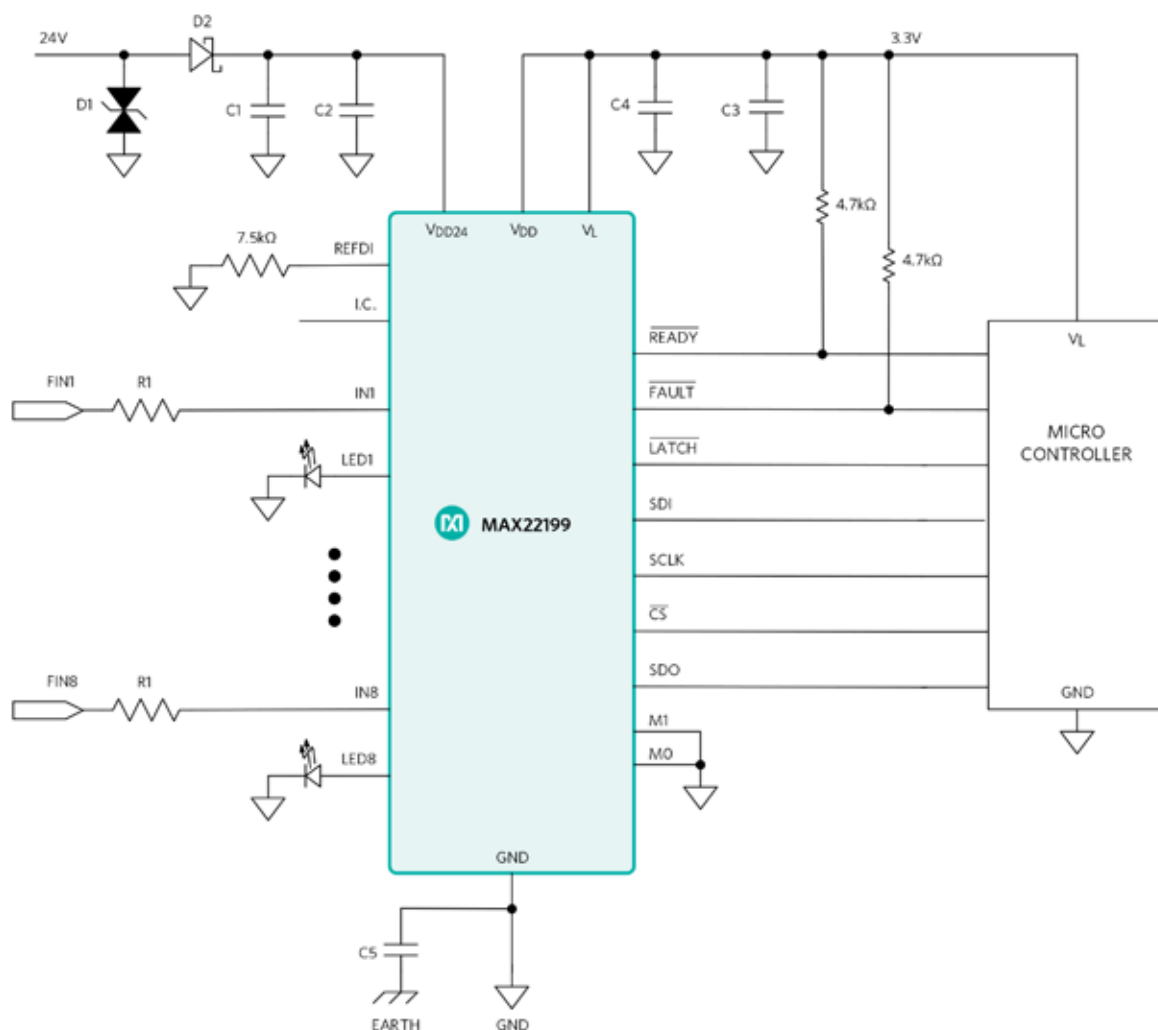 D2
24V
3.3V
D1
C1
C2
C4
C3
4.7kΩ
4.7kΩ
VDD24
VDD
VL
7.5kΩ
REFDI
I.C.
READY
VL
FIN1
R1
IN1
FAULT
MICRO
CONTROLLER
LED1
LATCH
SDI
MAX22199
SCLK
CS
FIN8
R1
IN8
SDO
GND
M1
LED8
M0
GND
C5
EARTH
GND